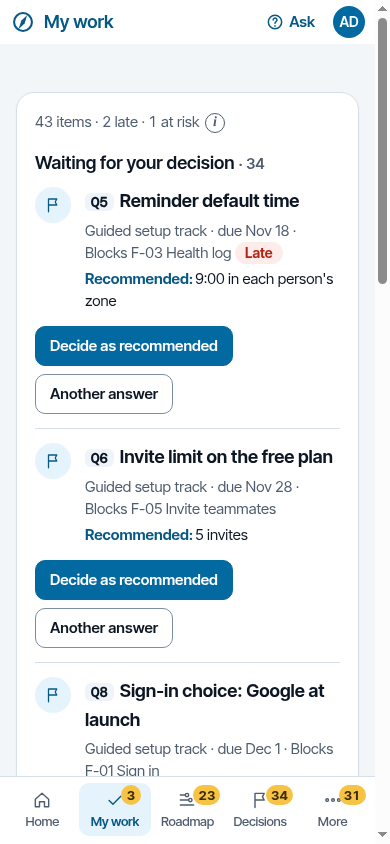 My work
Ask
AD
43 items · 2 late · 1 at risk i
Waiting for your decision · 34
Q5 Reminder default time
Guided setup track · due Nov 18 ·
Blocks F-03 Health log Late
Recommended: 9:00 in each person's
zone
Decide as recommended
Another answer
Q6 Invite limit on the free plan
Guided setup track · due Nov 28 ·
Blocks F-05 Invite teammates
Recommended: 5 invites
Decide as recommended
Another answer
Q8 Sign-in choice: Google at
launch
Guided setup track · due Dec 1 · Blocks
F-01 Sign in
3 23 34 31
Home My work Roadmap Decisions More